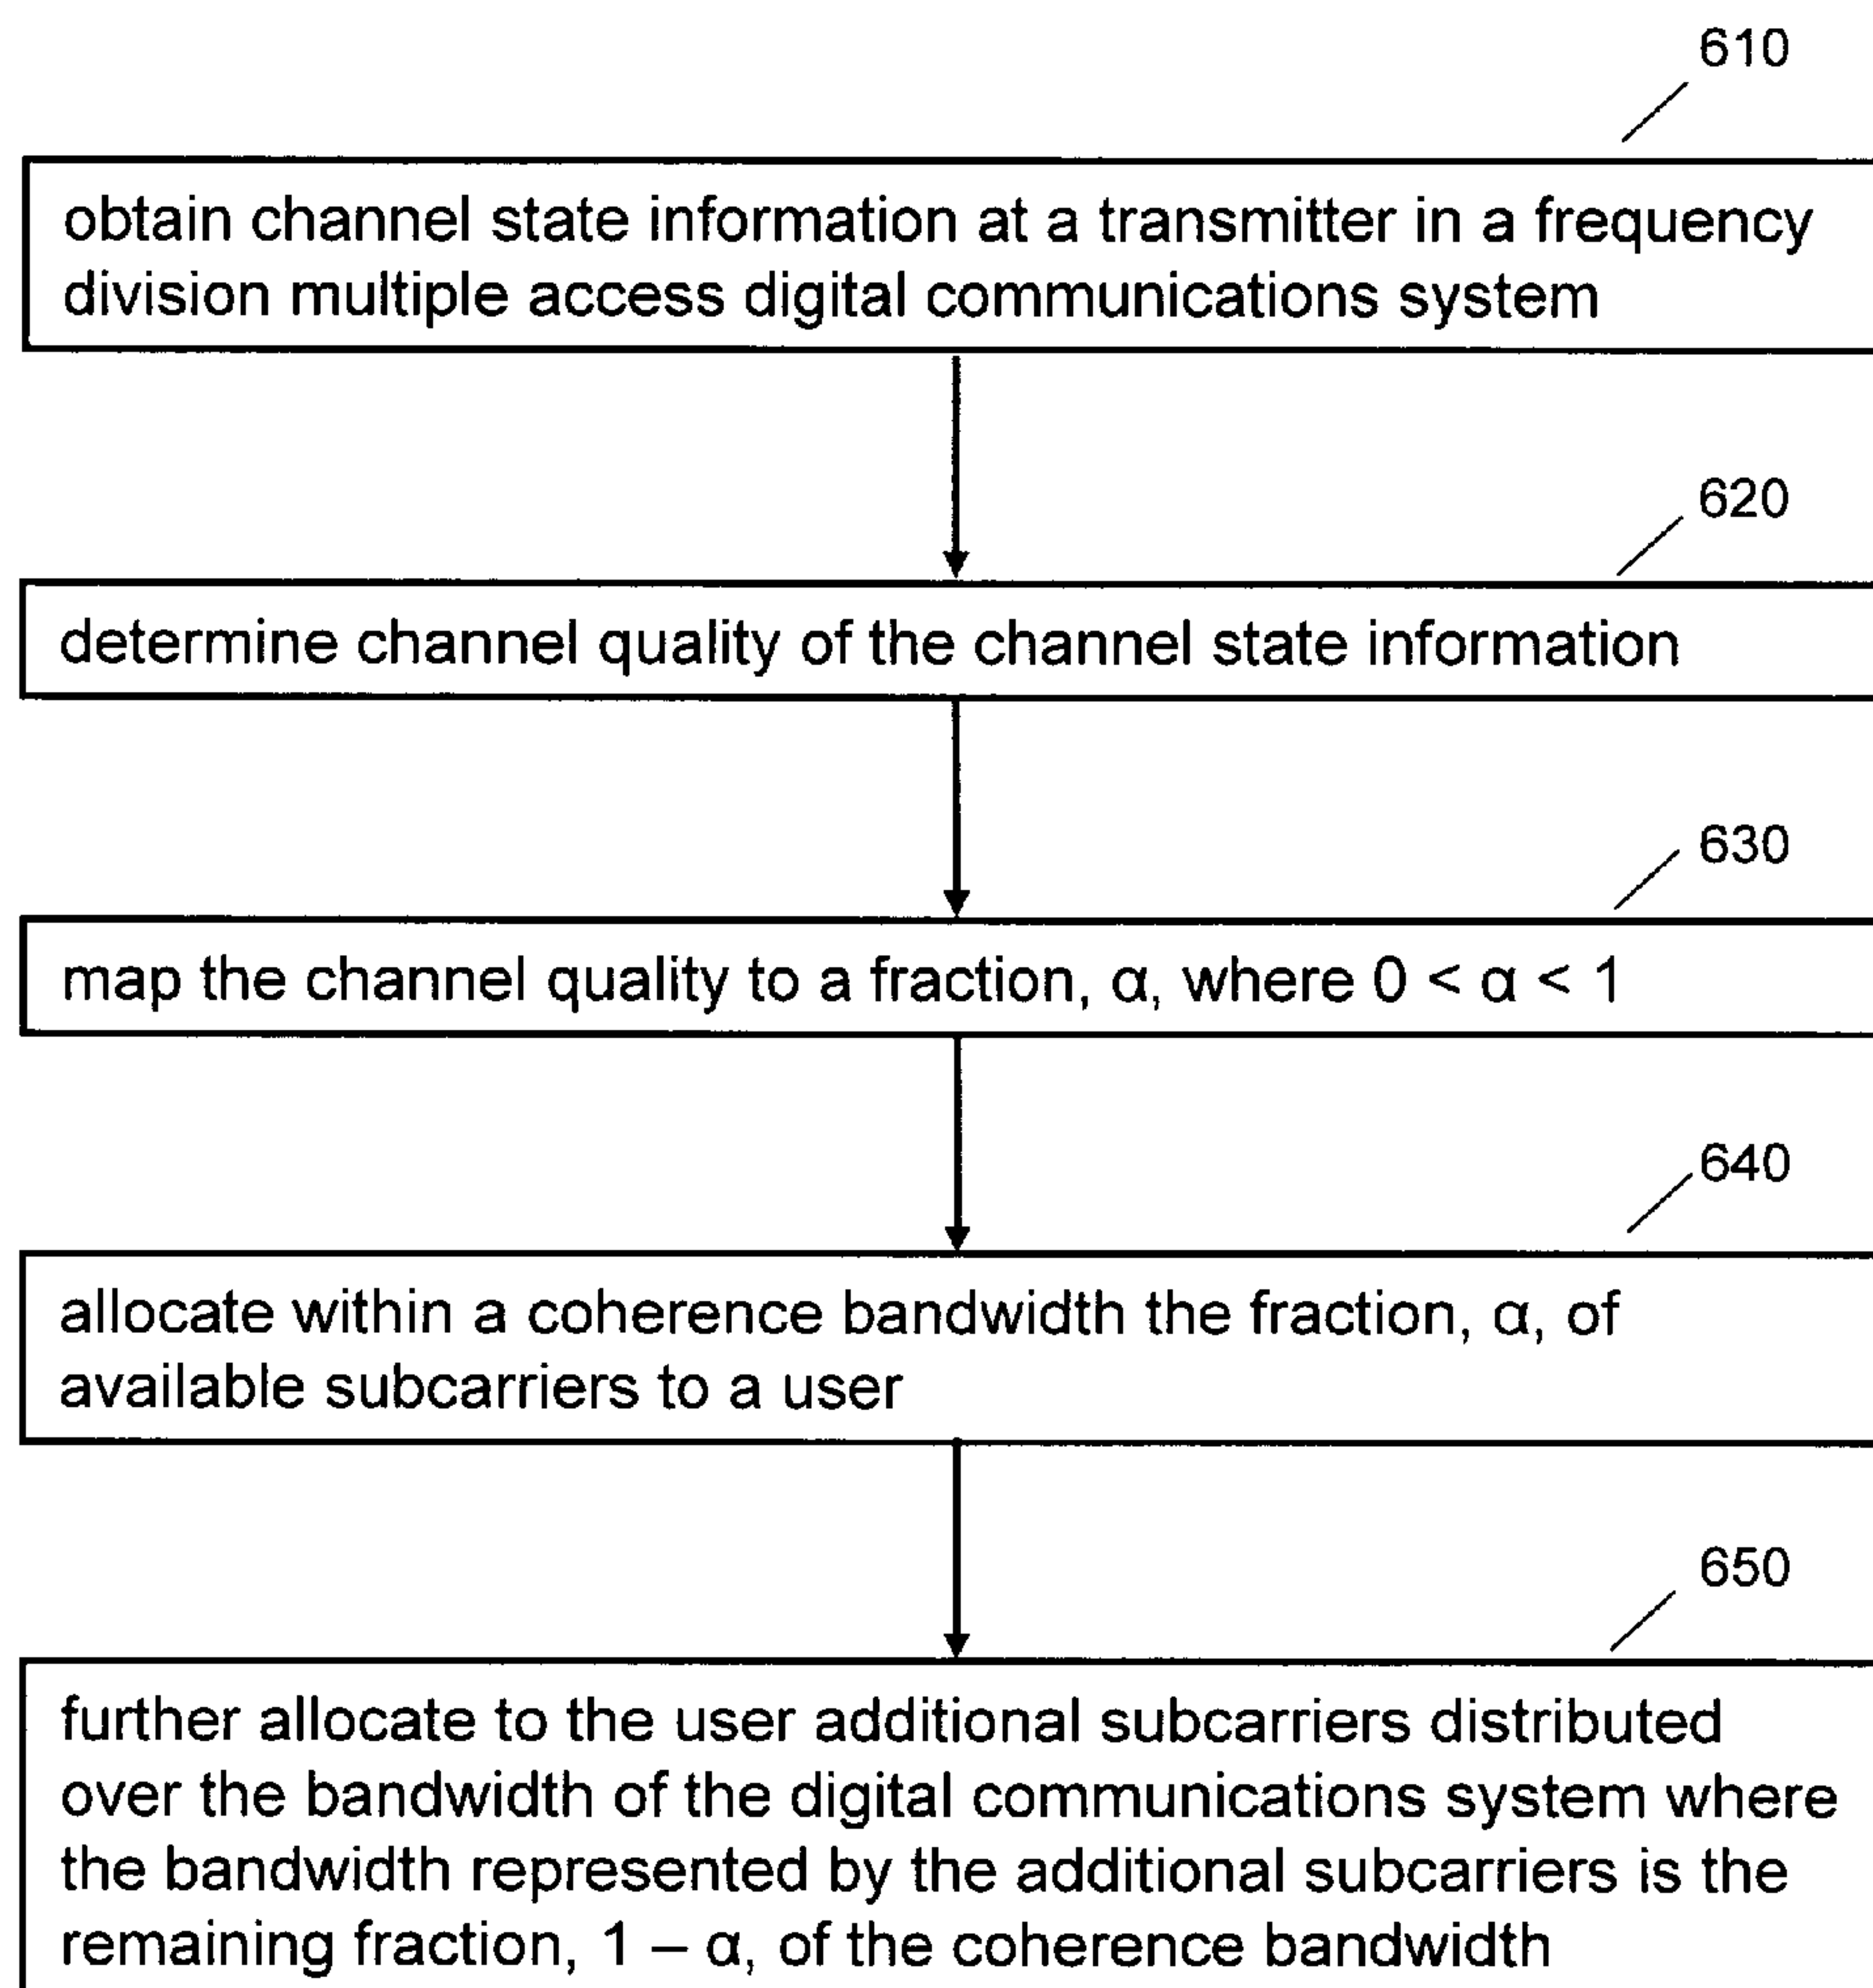 610
obtain channel state information at a transmitter in a frequency
division multiple access digital communications system
620
determine channel quality of the channel state information
630
map the channel quality to a fraction, α, where 0 < α < 1
640
allocate within a coherence bandwidth the fraction, α, of
available subcarriers to a user
650
further allocate to the user additional subcarriers distributed
over the bandwidth of the digital communications system where
the bandwidth represented by the additional subcarriers is the
remaining fraction, 1 – α, of the coherence bandwidth